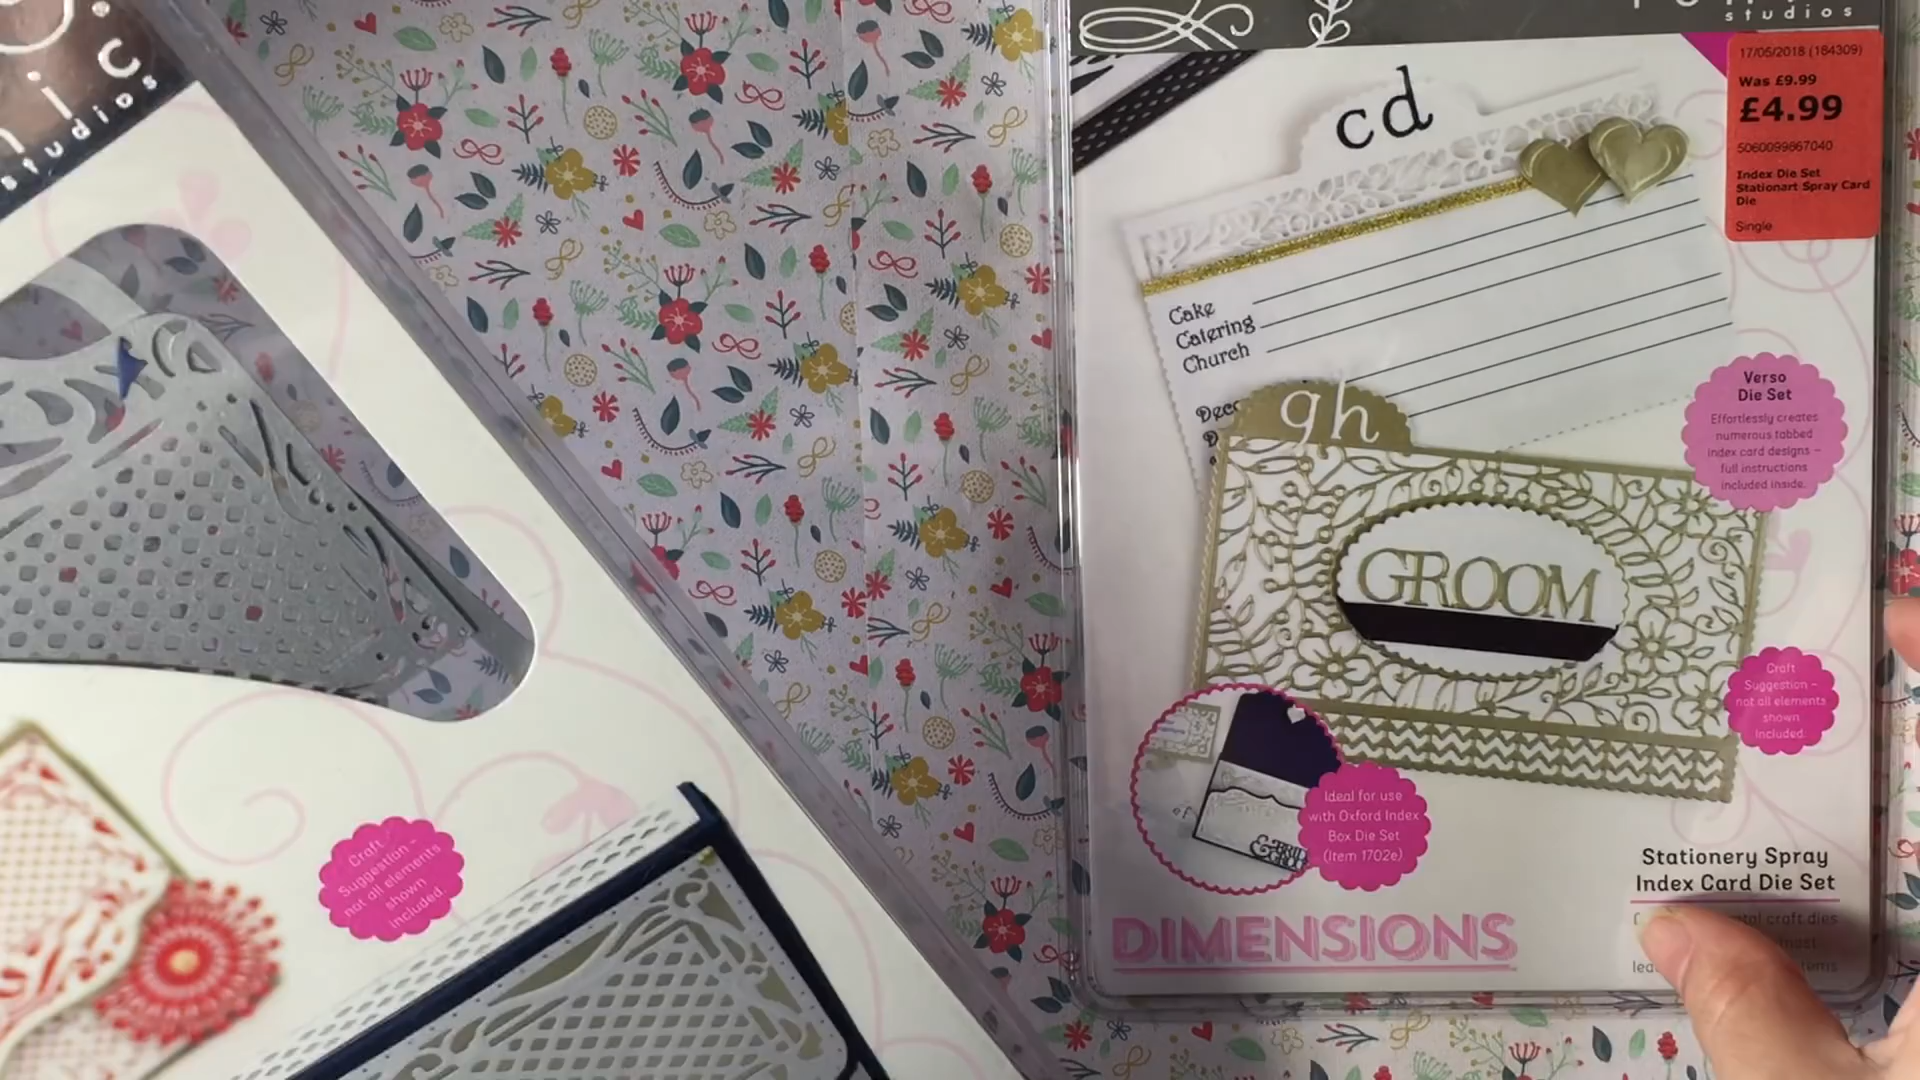 studios
studios
17/05/2018 (184309)
Was £9.99
£4.99
5060099867040
Index Die Set
Stationart Spray Card
Die
Single
cd
Cake
Catering
Church
gh
GROOM
Verso
Die Set
Effortlessly creates
numerous tabbed
index card designs –
full instructions
included inside.
Craft
Suggestion –
not all elements
shown
included.
Ideal for use
with Oxford Index
Box Die Set
(Item 1702e)
ef
Stationery Spray
Index Card Die Set
craft dies
DIMENSIONS
Craft
Suggestion –
not all elements
shown
included.